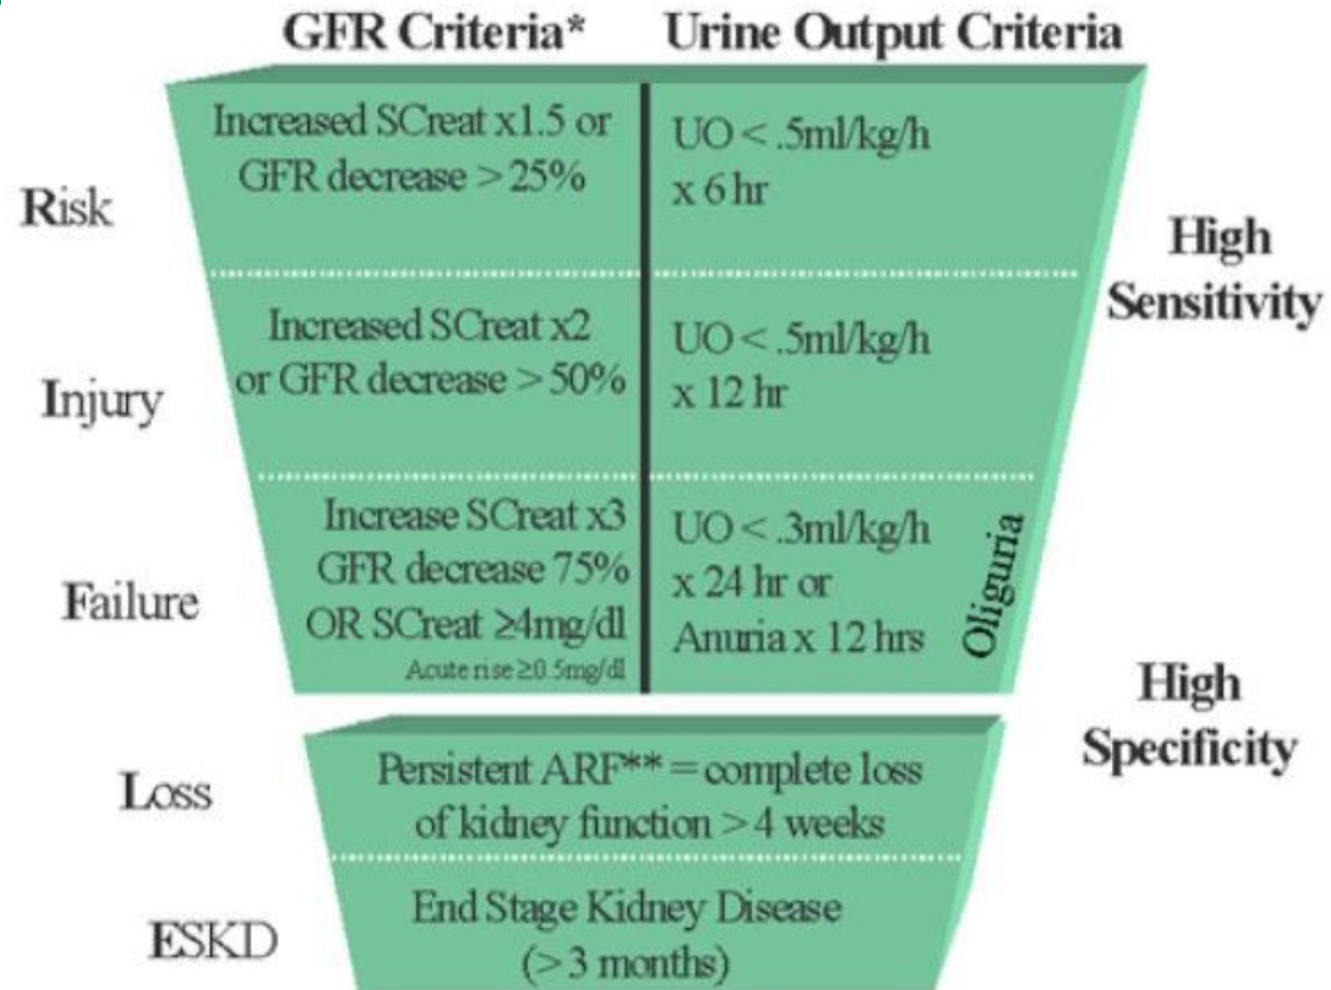 GFR Criteria*
Urine Output Criteria
Risk
Increased SCreat x1.5 or
GFR decrease > 25%
UO < .5ml/kg/h
x 6 hr
High
Sensitivity
Injury
Increased SCreat x2
or GFR decrease > 50%
UO < .5ml/kg/h
x 12 hr
Failure
Increase SCreat x3
GFR decrease 75%
OR SCreat ≥4mg/dl
Acute rise ≥0.5mg/dl
UO < .3ml/kg/h
x 24 hr or
Anuria x 12 hrs
Oliguria
High
Specificity
Loss
Persistent ARF** = complete loss
of kidney function > 4 weeks
ESKD
End Stage Kidney Disease
(> 3 months)